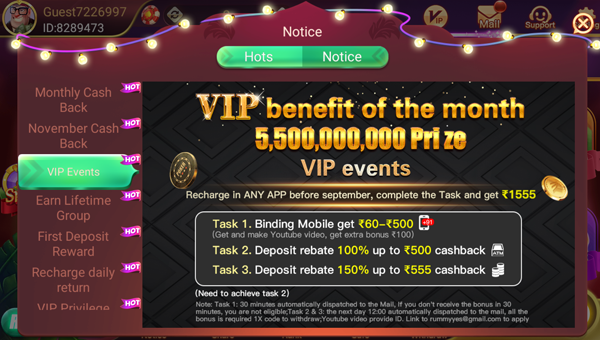 Guest7226997
ID:8289473
VIP
Mail
Support
Notice
Hots
Notice
Monthly Cash
Back
HOT
November Cash
Back
HOT
VIP Events
HOT
Earn Lifetime
Group
HOT
First Deposit
Reward
HOT
Recharge daily
return
HOT
VIP Privilege
HOT
VIP benefit of the month
5,500,000,000 Prize
VIP events
Recharge in ANY APP before september, complete the Task and get ₹1555
Task 1. Binding Mobile get ₹60–₹500
+91
(Get and make Youtube video, get extra bonus ₹100)
Task 2. Deposit rebate 100% up to ₹500 cashback
ATM
Task 3. Deposit rebate 150% up to ₹555 cashback
(Need to achieve task 2)
Note: Task 1: 30 minutes automatically dispatched to the Mail, If you don't receive the bonus in 30
minutes, you are not eligible;Task 2 & 3: the next day 12:00 automatically dispatched to mail, all the
bonus is required 1X code to withdraw;Youtube video provide ID. Link to rummyyes@gmail.com to apply